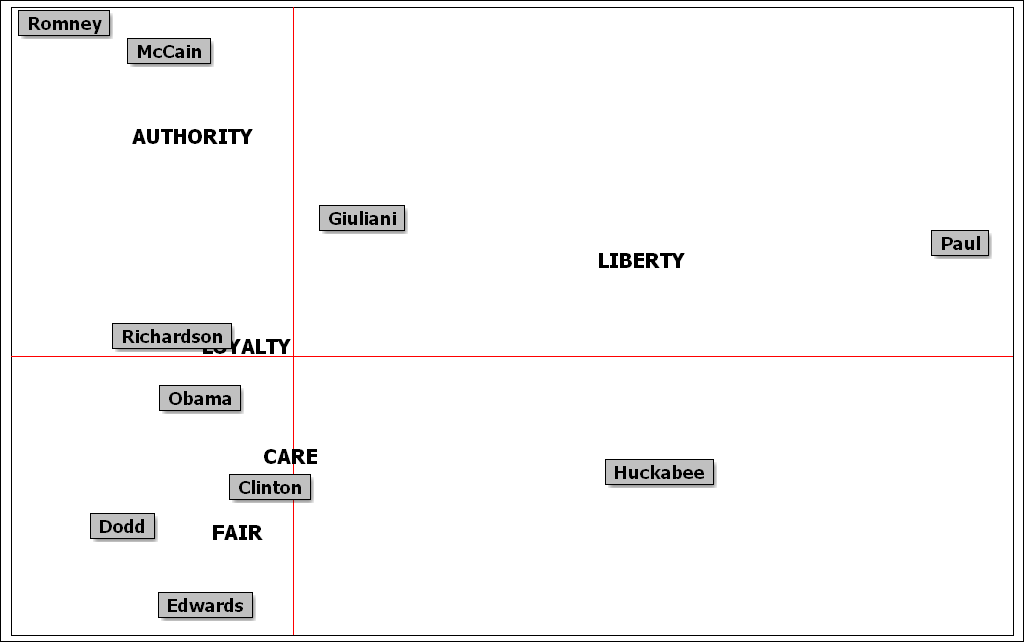 Romney
McCain
AUTHORITY
Giuliani
Paul
LIBERTY
Richardson
LOYALTY
Obama
CARE
Huckabee
Clinton
Dodd
FAIR
Edwards